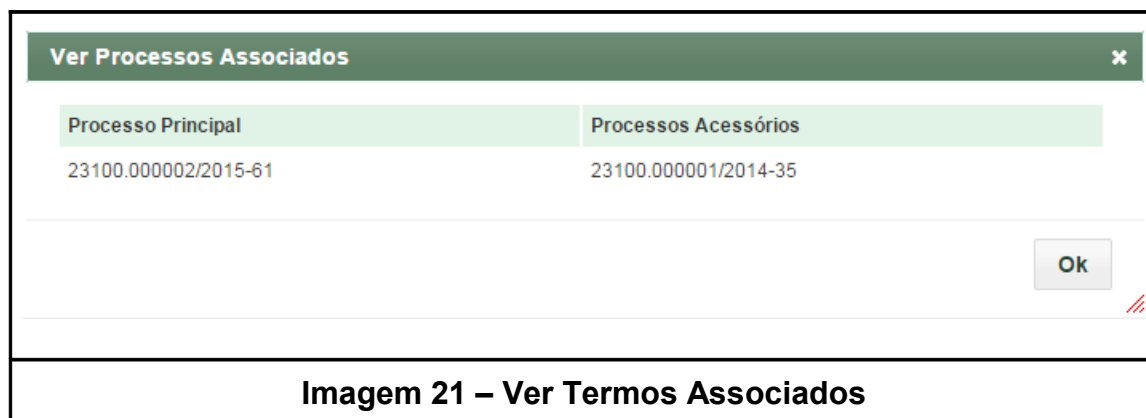 Ver Processos Associados
Processo Principal Processos Acessórios
23100.000002/2015-61 23100.000001/2014-35
Ok
Imagem 21 – Ver Termos Associados